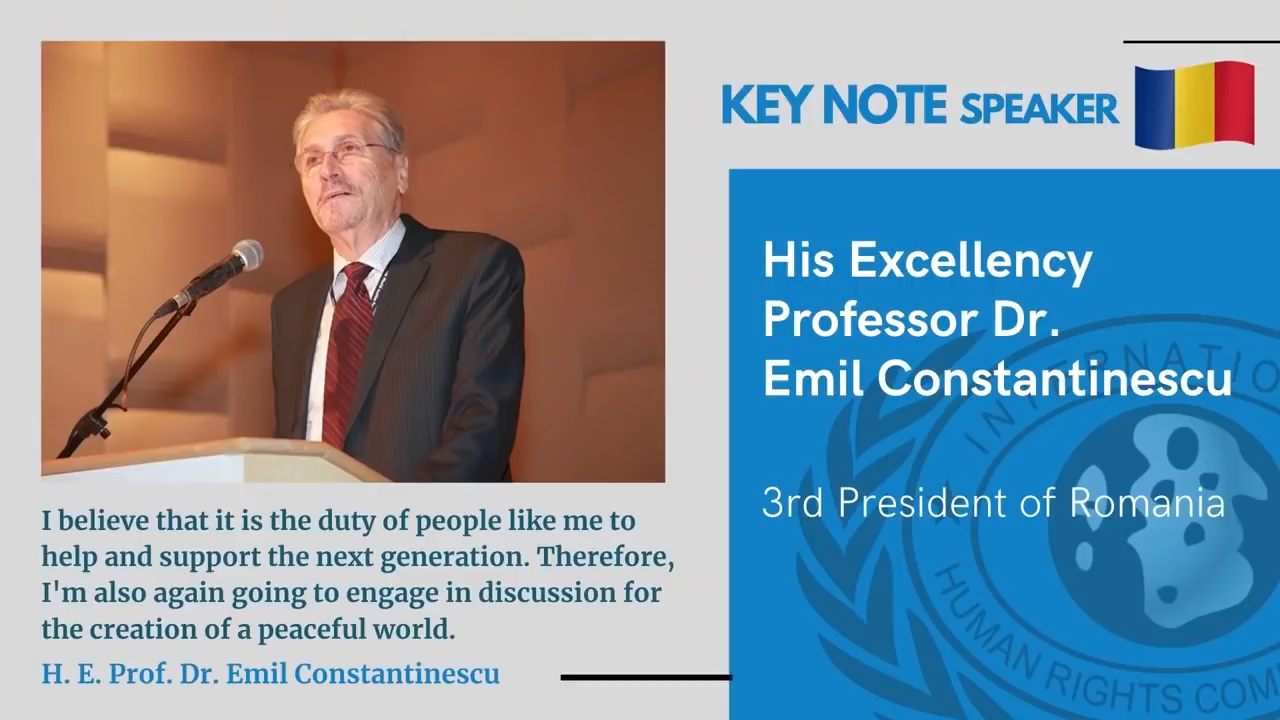 KEY NOTE SPEAKER
His Excellency
Professor Dr.
Emil Constantinescu
3rd President of Romania
I believe that it is the duty of people like me to
help and support the next generation. Therefore,
I'm also again going to engage in discussion for
the creation of a peaceful world.
H. E. Prof. Dr. Emil Constantinescu
HUMAN RIGHTS